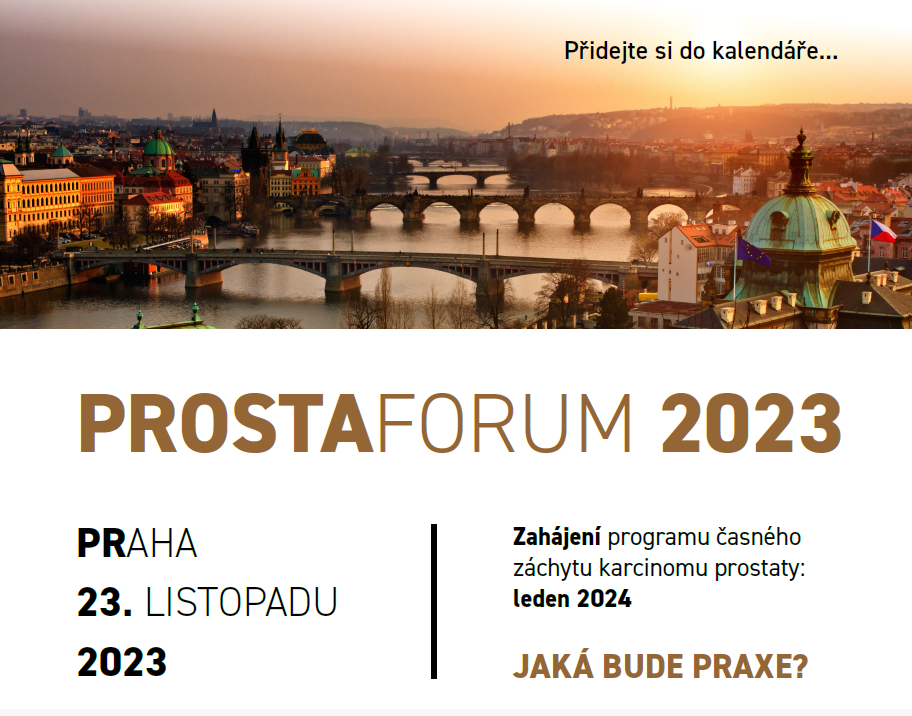 Přidejte si do kalendáře...
PROSTAFORUM 2023
PRAHA
23. LISTOPADU
2023
Zahájení programu časného
záchytu karcinomu prostaty:
leden 2024
JAKÁ BUDE PRAXE?